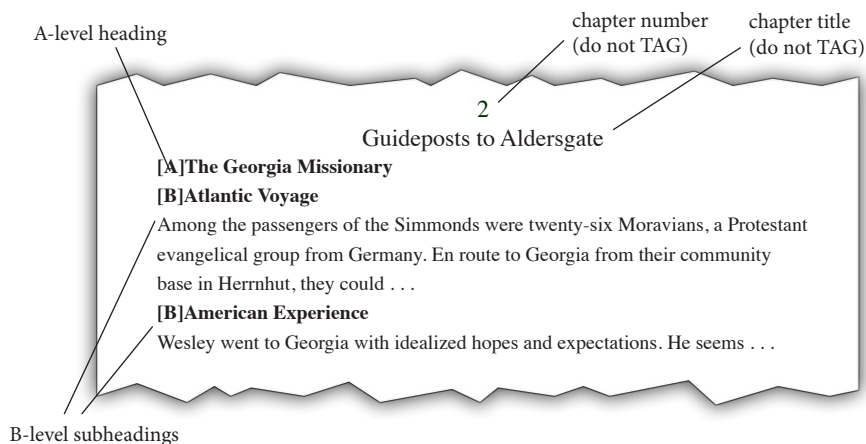 A-level heading
chapter number
(do not TAG)
chapter title
(do not TAG)
2
Guideposts to Aldersgate
[A]The Georgia Missionary
[B]Atlantic Voyage
Among the passengers of the Simmonds were twenty-six Moravians, a Protestant
evangelical group from Germany. En route to Georgia from their community
base in Herrnhut, they could . . .
[B]American Experience
Wesley went to Georgia with idealized hopes and expectations. He seems . . .
B-level subheadings